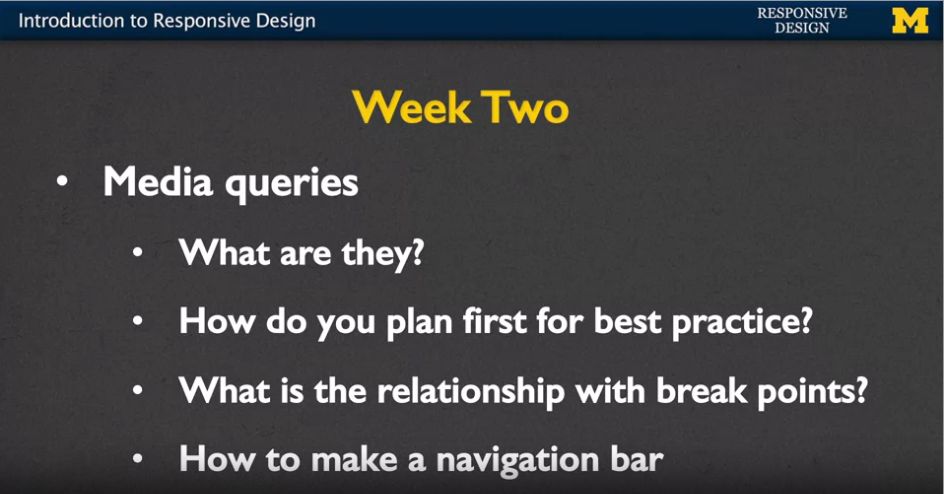 Introduction to Responsive Design
RESPONSIVE
DESIGN
M
Week Two
• Media queries
• What are they?
• How do you plan first for best practice?
• What is the relationship with break points?
• How to make a navigation bar